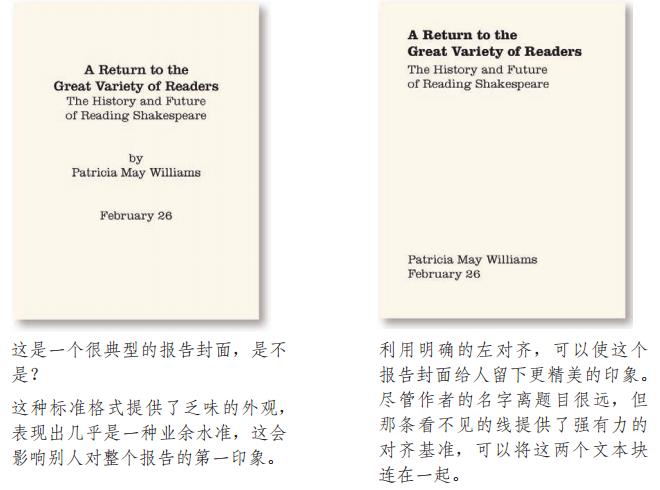 A Return to the
Great Variety of Readers
The History and Future
of Reading Shakespeare
by
Patricia May Williams
February 26
这是一个很典型的报告封面，是不
是？
这种标准格式提供了乏味的外观，
表现出几乎是一种业余水准，这会
影响别人对整个报告的第一印象。
A Return to the
Great Variety of Readers
The History and Future
of Reading Shakespeare
Patricia May Williams
February 26
利用明确的左对齐，可以使这个
报告封面给人留下更精美的印象。
尽管作者的名字离题目很远，但
那条看不见的线提供了强有力的
对齐基准，可以将这两个文本块
连在一起。